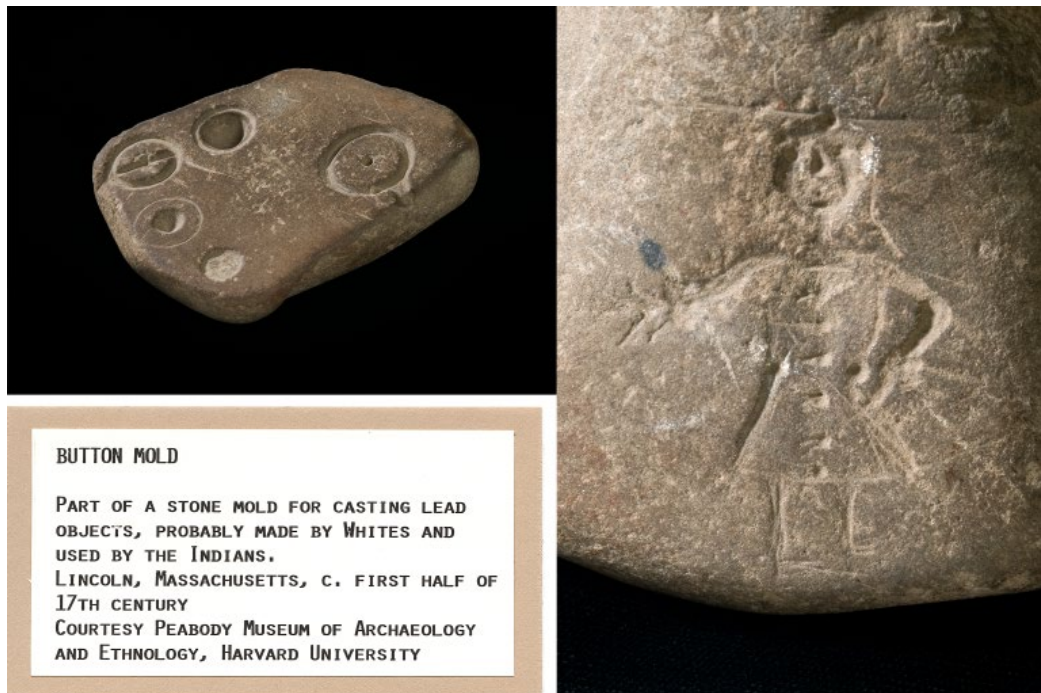 BUTTON MOLD
PART OF A STONE MOLD FOR CASTING LEAD
OBJECTS, PROBABLY MADE BY WHITES AND
USED BY THE INDIANS.
LINCOLN, MASSACHUSETTS, C. FIRST HALF OF
17TH CENTURY
COURTESY PEABODY MUSEUM OF ARCHAEOLOGY
AND ETHNOLOGY, HARVARD UNIVERSITY